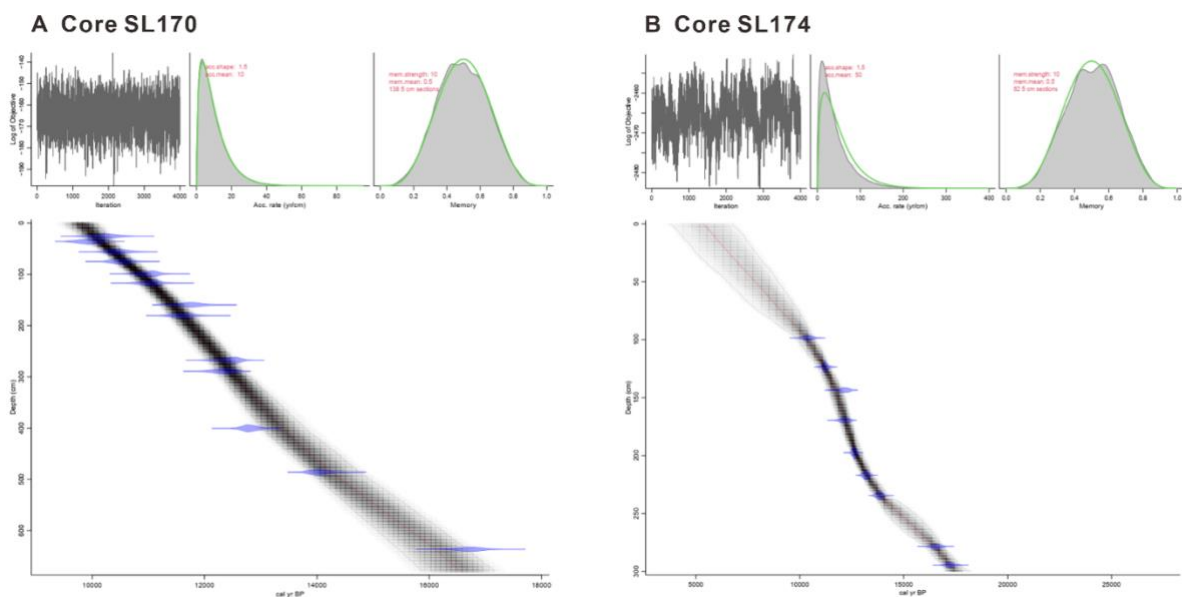 A Core SL170
-140
-150
-160
-170
-180
-190
Log of Objective
0 1000 2000 3000 4000
Iteration
acc.shape: 1.5
acc.mean: 10
0 20 40 60 80
Acc. rate (yr/cm)
mem.strength: 10
mem.mean: 0.5
cm sections
0.0 0.2 0.4 0.6 0.8 1.0
Memory
0
100
200
300
400
500
600
Depth (cm)
10000 12000 14000 16000 18000
cal yr BP
B Core SL174
-2460
-2470
-2480
Log of Objective
0 1000 2000 3000 4000
Iteration
acc.shape: 1.5
acc.mean: 50
0 100 200 300 400
Acc. rate (yr/cm)
mem.strength: 10
mem.mean: 0.5
cm sections
0.0 0.2 0.4 0.6 0.8 1.0
Memory
0
50
100
150
200
250
300
Depth (cm)
5000 10000 15000 20000 25000
cal yr BP